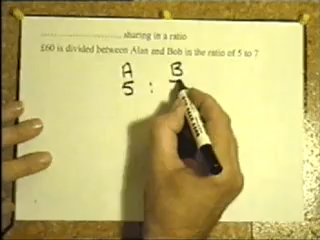 ........................ sharing in a ratio
£60 is divided between Alan and Bob in the ratio of 5 to 7
A B
5 :